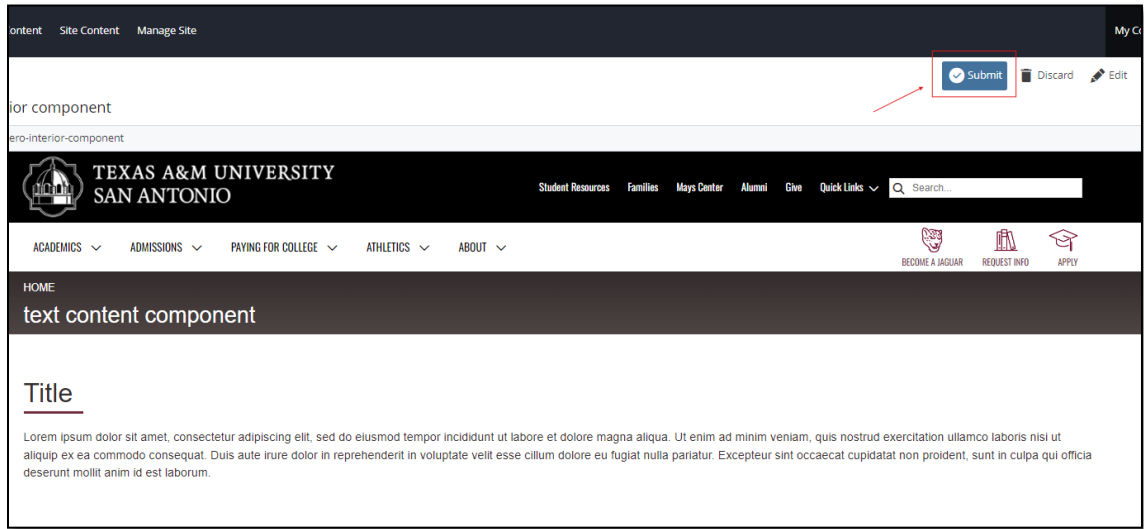 ontent Site Content Manage Site My Co
Submit Discard Edit
ior component
ero-interior-component
TEXAS A&M UNIVERSITY
SAN ANTONIO
Student Resources Families Mays Center Alumni Give Quick Links Search...
ACADEMICS ADMISSIONS PAYING FOR COLLEGE ATHLETICS ABOUT
BECOME A JAGUAR REQUEST INFO APPLY
HOME
text content component
Title
Lorem ipsum dolor sit amet, consectetur adipiscing elit, sed do eiusmod tempor incididunt ut labore et dolore magna aliqua. Ut enim ad minim veniam, quis nostrud exercitation ullamco laboris nisi ut
aliquip ex ea commodo consequat. Duis aute irure dolor in reprehenderit in voluptate velit esse cillum dolore eu fugiat nulla pariatur. Excepteur sint occaecat cupidatat non proident, sunt in culpa qui officia
deserunt mollit anim id est laborum.